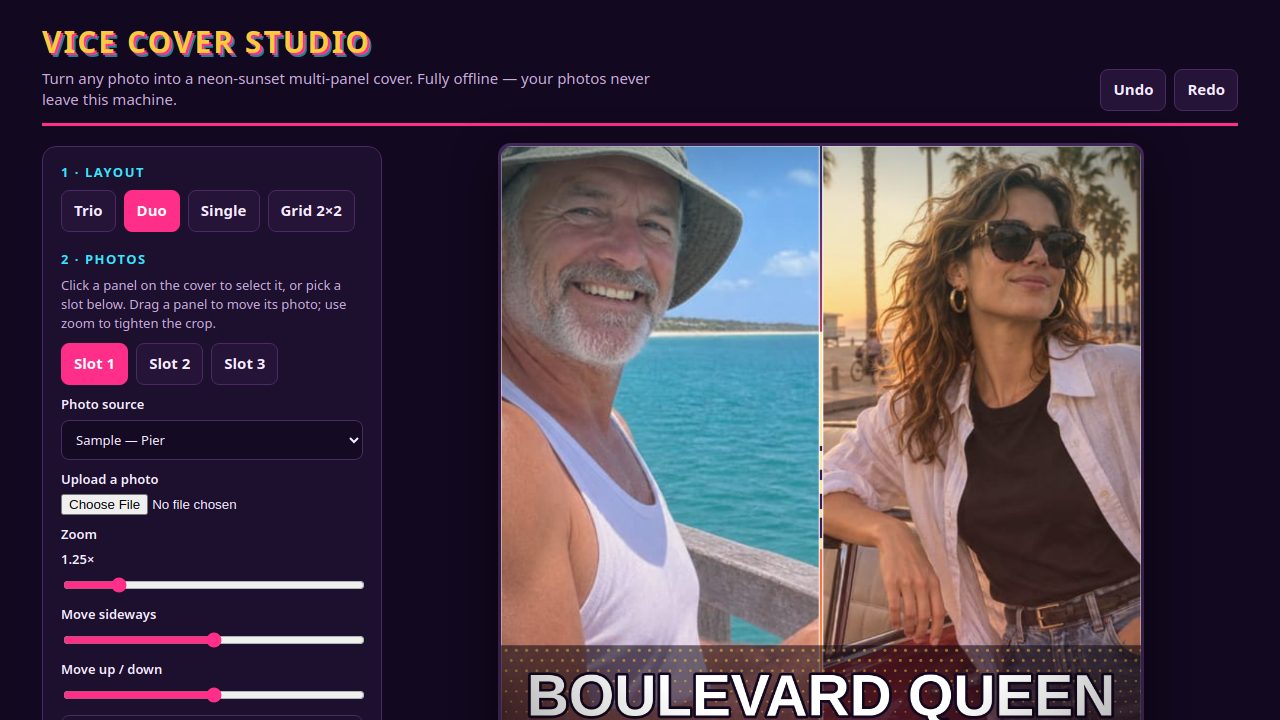 VICE COVER STUDIO
Turn any photo into a neon-sunset multi-panel cover. Fully offline — your photos never
leave this machine.
Undo
Redo
1 · LAYOUT
Trio
Duo
Single
Grid 2×2
2 · PHOTOS
Click a panel on the cover to select it, or pick a
slot below. Drag a panel to move its photo; use
zoom to tighten the crop.
Slot 1
Slot 2
Slot 3
Photo source
Sample — Pier
Upload a photo
Choose File No file chosen
Zoom
1.25×
Move sideways
Move up / down
BOULEVARD QUEEN